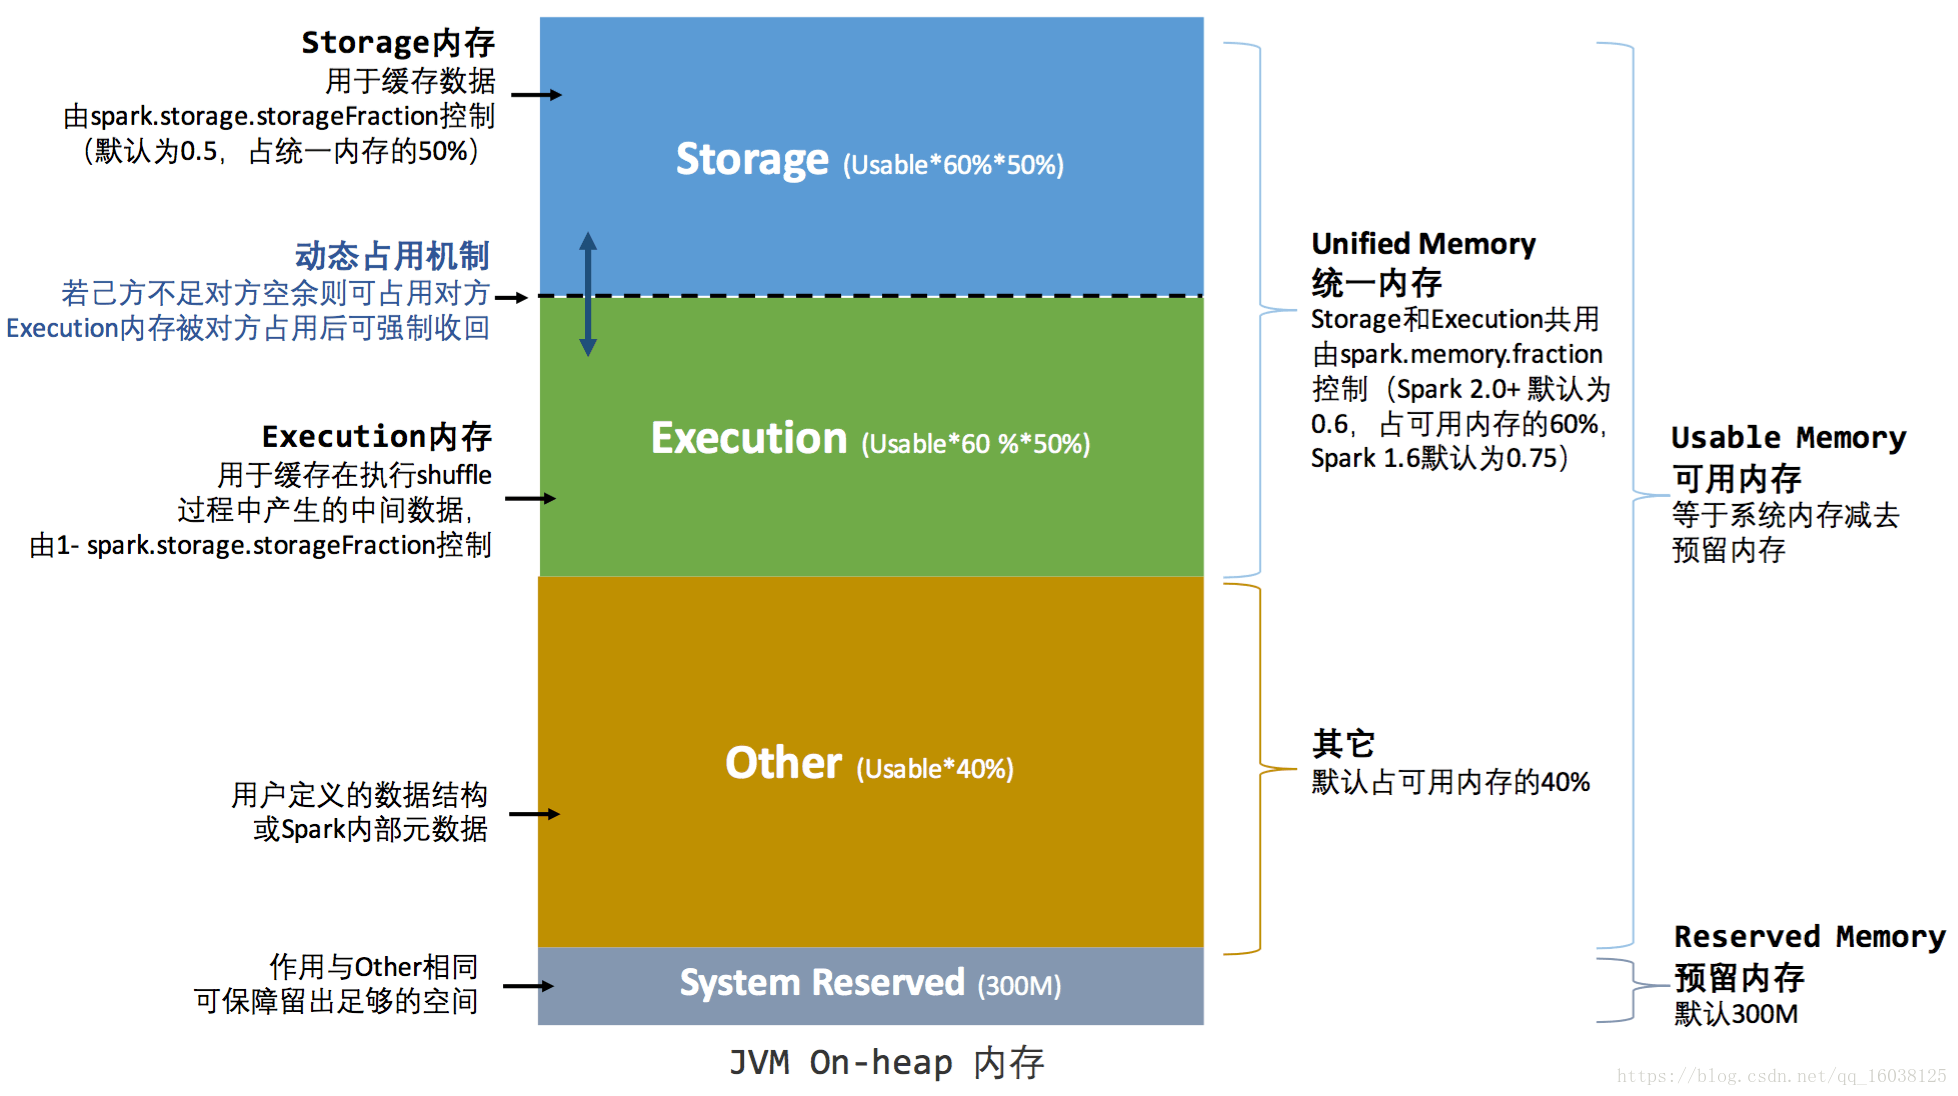 Storage内存
用于缓存数据
由spark.storage.storageFraction控制
（默认为0.5，占统一内存的50%）
动态占用机制
若己方不足对方空余则可占用对方
Execution内存被对方占用后可强制收回
Execution内存
用于缓存在执行shuffle
过程中产生的中间数据，
由1- spark.storage.storageFraction控制
用户定义的数据结构
或Spark内部元数据
作用与Other相同
可保障留出足够的空间
Storage (Usable*60%*50%)
Execution (Usable*60 %*50%)
Other (Usable*40%)
System Reserved (300M)
JVM On-heap 内存
Unified Memory
统一内存
Storage和Execution共用
由spark.memory.fraction
控制（Spark 2.0+ 默认为
0.6，占可用内存的60%，
Spark 1.6默认为0.75）
其它
默认占可用内存的40%
Usable Memory
可用内存
等于系统内存减去
预留内存
Reserved Memory
预留内存
默认300M
https://blog.csdn.net/qq_16038125